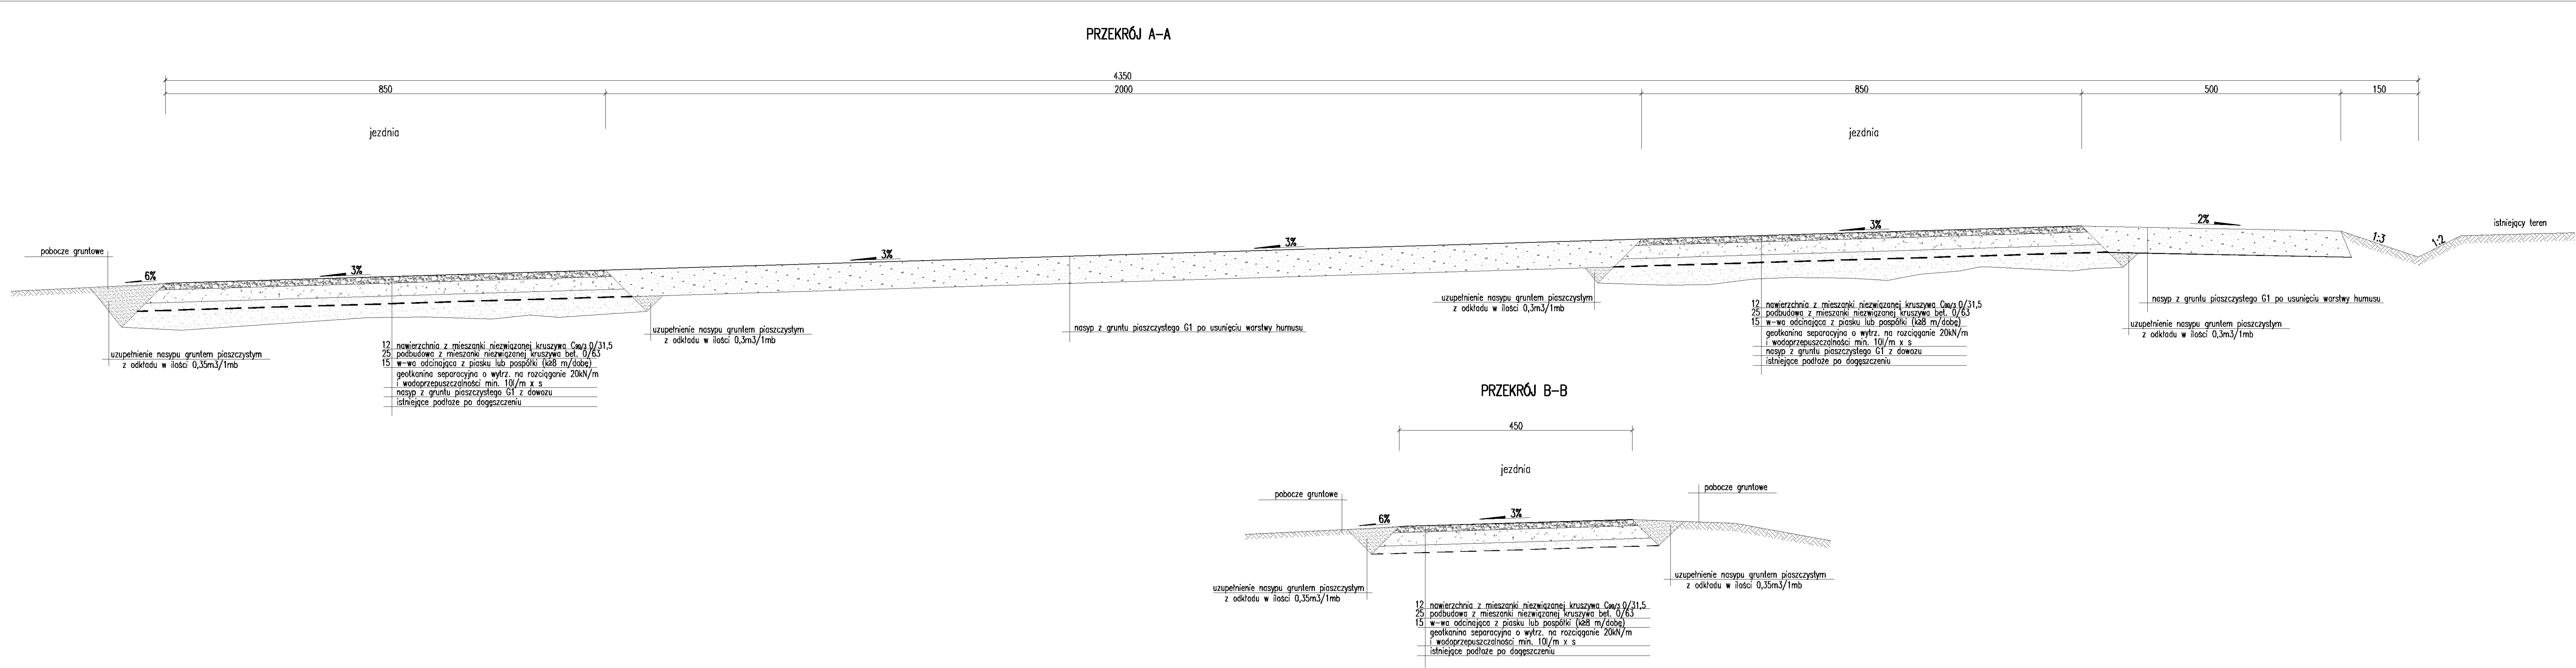 PRZEKRÓJ A-A
4350
850
2000
850
500
150
jezdnia
jezdnia
pobocze gruntowe
6%
3%
3%
3%
3%
2%
1:3
1:2
istniejący teren
uzupełnienie nasypu gruntem piaszczystym
z odkładu w ilości 0,35m3/1mb
12 nawierzchnia z mieszanki niezwiązanej kruszywa C90/3 0/31,5
25 podbudowa z mieszanki niezwiązanej kruszywa bet. 0/63
15 w-wa odcinająca z piasku lub pospółki (k≥8 m/dobę)
geotkanina separacyjna o wytrz. na rozciąganie 20kN/m
i wodoprzepuszczalności min. 10l/m x s
nasyp z gruntu piaszczystego G1 z dowozu
istniejące podłoże po dogęszczeniu
uzupełnienie nasypu gruntem piaszczystym
z odkładu w ilości 0,3m3/1mb
nasyp z gruntu piaszczystego G1 po usunięciu warstwy humusu
uzupełnienie nasypu gruntem piaszczystym
z odkładu w ilości 0,3m3/1mb
12 nawierzchnia z mieszanki niezwiązanej kruszywa C90/3 0/31,5
25 podbudowa z mieszanki niezwiązanej kruszywa bet. 0/63
15 w-wa odcinająca z piasku lub pospółki (k≥8 m/dobę)
geotkanina separacyjna o wytrz. na rozciąganie 20kN/m
i wodoprzepuszczalności min. 10l/m x s
nasyp z gruntu piaszczystego G1 z dowozu
istniejące podłoże po dogęszczeniu
nasyp z gruntu piaszczystego G1 po usunięciu warstwy humusu
uzupełnienie nasypu gruntem piaszczystym
z odkładu w ilości 0,3m3/1mb
PRZEKRÓJ B-B
450
jezdnia
pobocze gruntowe
pobocze gruntowe
6%
3%
uzupełnienie nasypu gruntem piaszczystym
z odkładu w ilości 0,35m3/1mb
uzupełnienie nasypu gruntem piaszczystym
z odkładu w ilości 0,35m3/1mb
12 nawierzchnia z mieszanki niezwiązanej kruszywa C90/3 0/31,5
25 podbudowa z mieszanki niezwiązanej kruszywa bet. 0/63
15 w-wa odcinająca z piasku lub pospółki (k≥8 m/dobę)
geotkanina separacyjna o wytrz. na rozciąganie 20kN/m
i wodoprzepuszczalności min. 10l/m x s
istniejące podłoże po dogęszczeniu